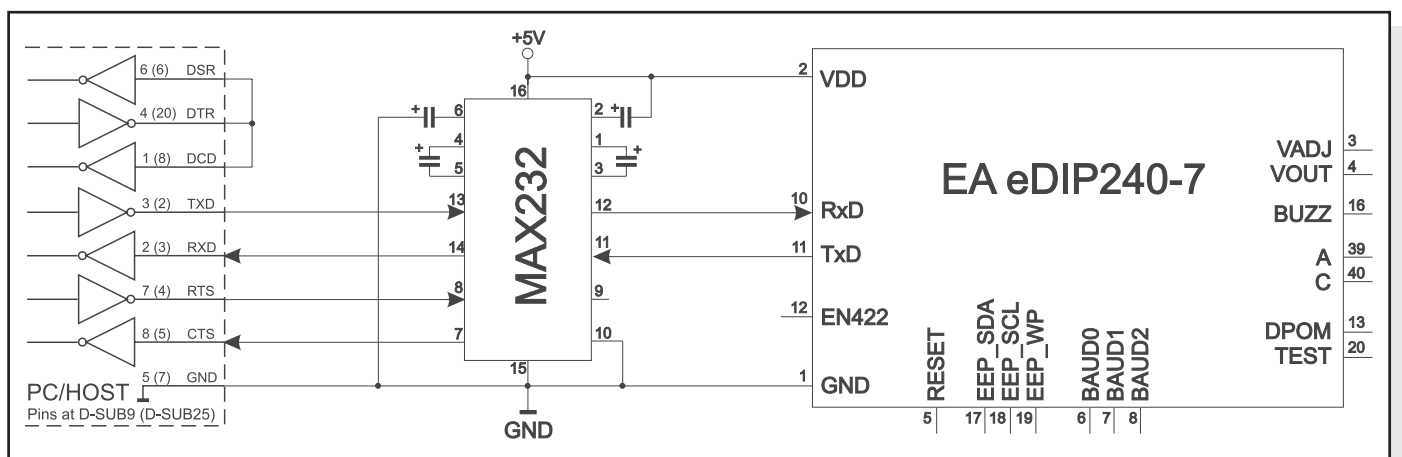 +5V
6 (6) DSR
4 (20) DTR
1 (8) DCD
3 (2) TXD
2 (3) RXD
7 (4) RTS
8 (5) CTS
5 (7) GND
PC/HOST
Pins at D-SUB9 (D-SUB25)
+
+
+
+
16
6
4
5
13
14
8
7
15
2
1
3
12
11
9
10
MAX232
GND
EA eDIP240-7
2 VDD
10 RxD
11 TxD
12 EN422
1 GND
RESET 5
EEP_SDA 17
EEP_SCL 18
EEP_WP 19
BAUD0 6
BAUD1 7
BAUD2 8
VADJ 3
VOUT 4
BUZZ 16
A 39
C 40
DPOM 13
TEST 20